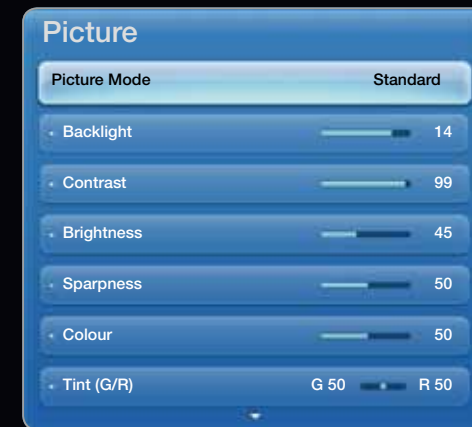 Picture
Picture Mode Standard
Backlight 14
Contrast 99
Brightness 45
Sparpness 50
Colour 50
Tint (G/R) G 50 R 50